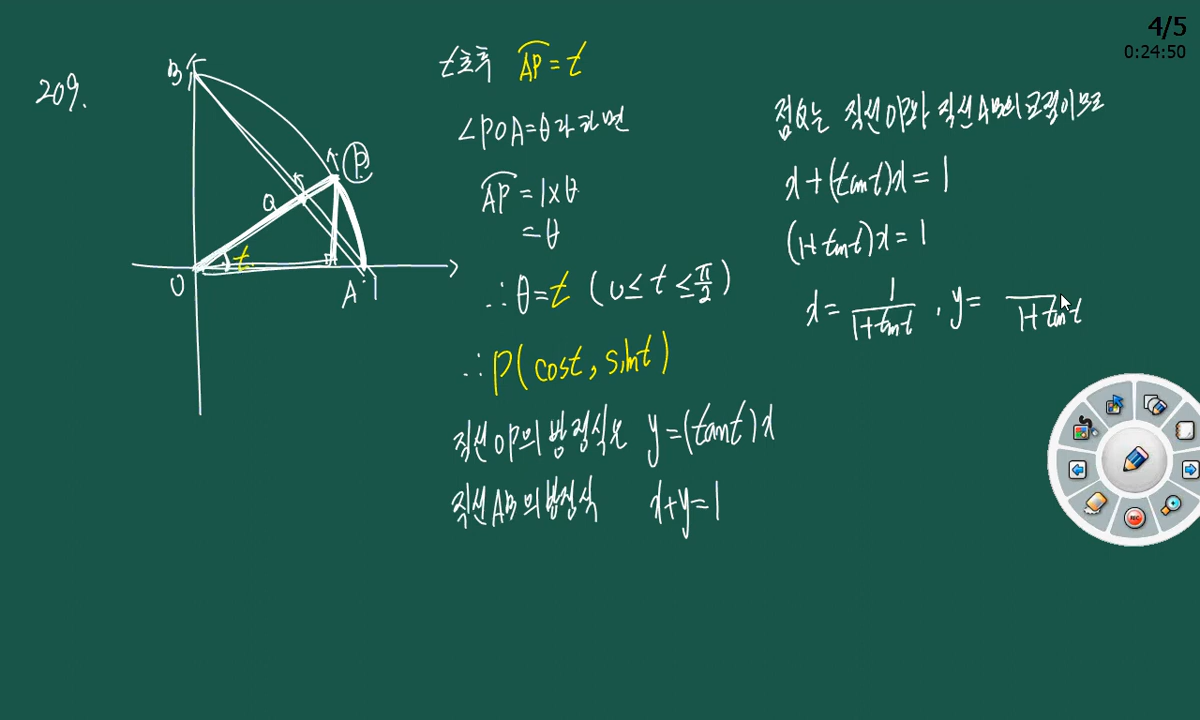 4/5
0:24:50
209.
B
1
P
Q
t
O
A
1
t초후 AP = t
∠POA = θ라 하면
AP = 1×θ
= θ
∴ θ = t (0 ≤ t ≤ π/2)
∴ P(cost, sint)
직선 OP의 방정식은 y = (tant)x
직선 AB의 방정식 x+y=1
점Q는 직선 OP와 직선 AB의 교점이므로
x+(tant)x = 1
(1+tant)x = 1
x = 1/(1+tant), y = /(1+tant)
REC